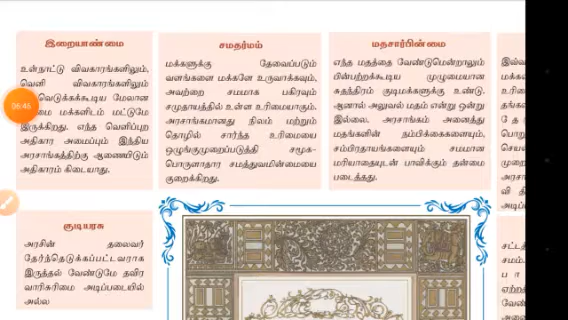 இறையாண்மை
உள்நாட்டு விவகாரங்களிலும்,
வெளி விவகாரங்களிலும்
வெடுக்கக்கூடிய மேலான
மை மக்களிடம் மட்டுமே
இருக்கிறது. எந்த வெளிப்புற
அதிகார அமைப்பும் இந்திய
அரசாங்கத்திற்கு ஆணையிடும்
அதிகாரம் கிடையாது.
06:45
சமதர்மம்
மக்களுக்கு தேவைப்படும்
வளங்களை மக்களே உருவாக்கவும்,
அவற்றை சமமாக பகிரவும்
சமுதாயத்தில் உள்ள உரிமையாகும்.
அரசாங்கமானது நிலம் மற்றும்
தொழில் சார்ந்த உரிமையை
ஒழுங்குமுறைப்படுத்தி சமூக-
பொருளாதார சமத்துவமின்மையை
குறைக்கிறது.
மதசார்பின்மை
எந்த மதத்தை வேண்டுமென்றாலும்
பின்பற்றக்கூடிய முழுமையான
சுதந்திரம் குடிமக்களுக்கு உண்டு.
ஆனால் அலுவல் மதம் என்று ஒன்று
இல்லை. அரசாங்கம் அனைத்து
மதங்களின் நம்பிக்கைகளையும்,
சம்பிரதாயங்களையும் சமமான
மரியாதையுடன் பாவிக்கும் தன்மை
படைத்தது.
குடியரசு
அரசின் தலைவர்
தேர்ந்தெடுக்கப்பட்டவராக
இருத்தல் வேண்டுமே தவிர
வாரிசுரிமை அடிப்படையில்
அல்ல